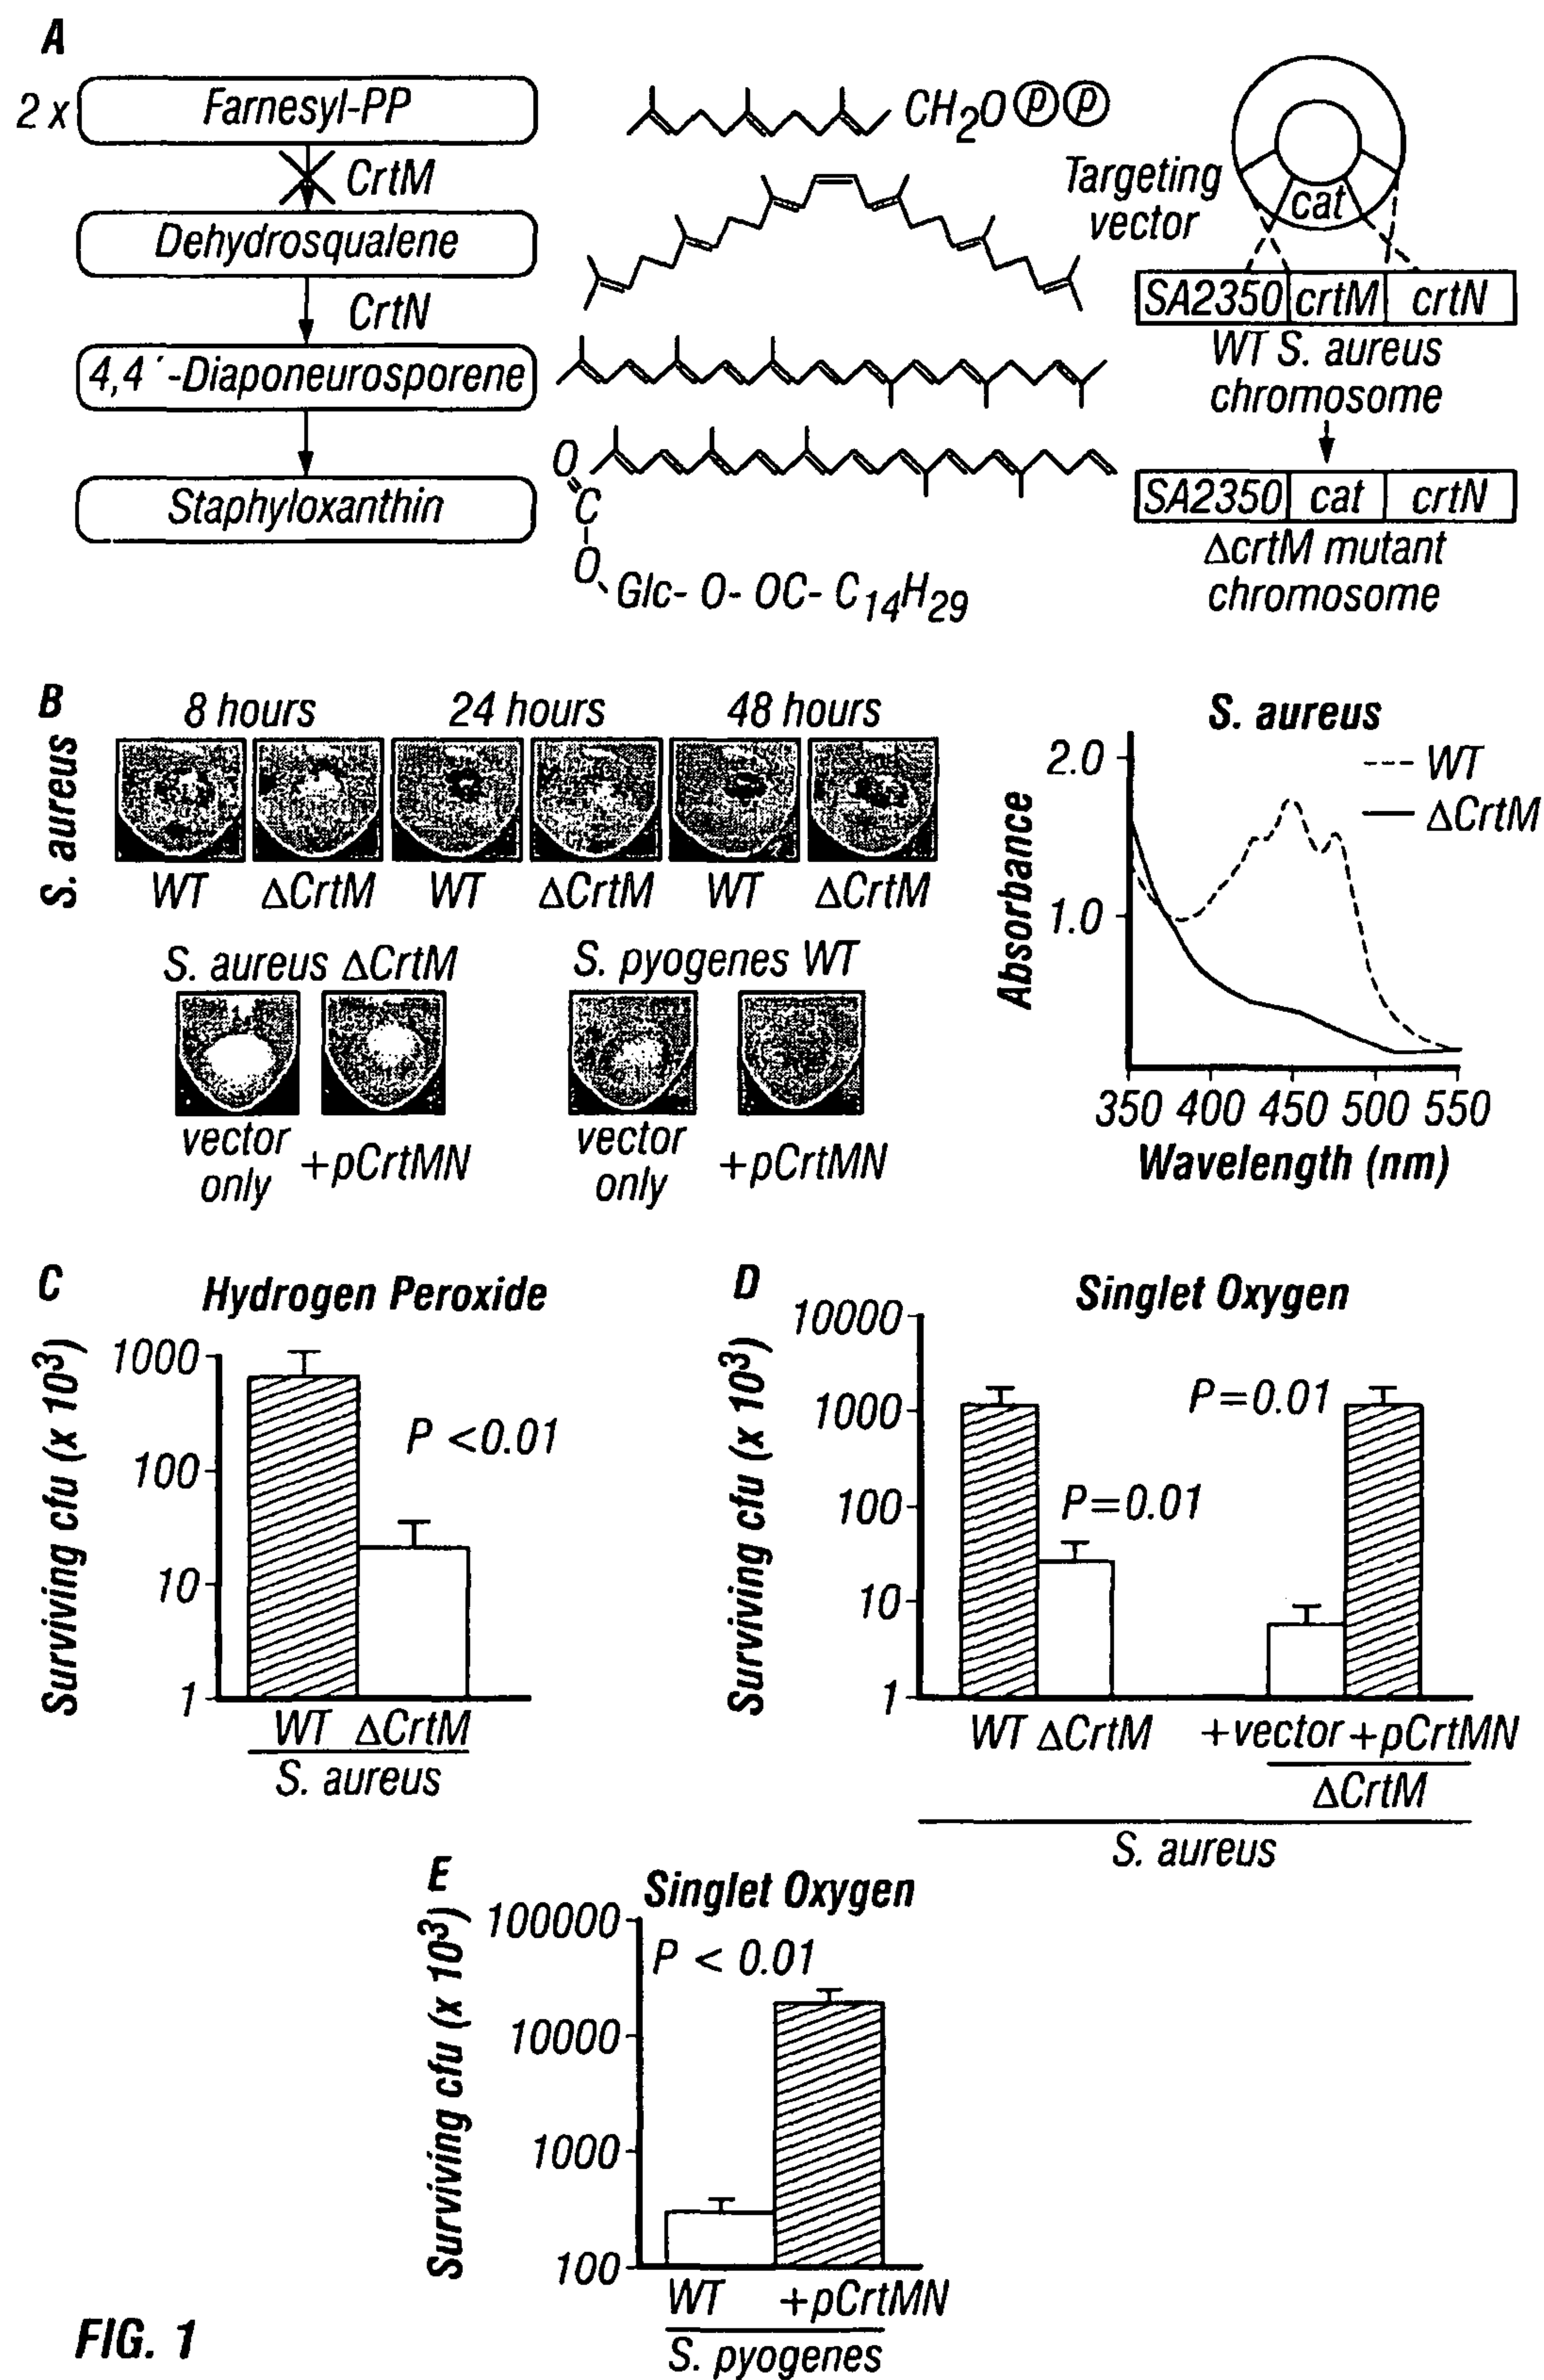 A
2 x
Farnesyl-PP
CrtM
Dehydrosqualene
CrtN
4,4´-Diaponeurosporene
Staphyloxanthin
CH2O P P
O
C
O
Glc- O- OC- C14H29
Targeting
vector
cat
SA2350 crtM crtN
WT S. aureus
chromosome
SA2350 cat crtN
ΔcrtM mutant
chromosome
B
8 hours 24 hours 48 hours
S. aureus
WT ΔCrtM WT ΔCrtM WT ΔCrtM
S. aureus ΔCrtM
S. pyogenes WT
vector
only
+pCrtMN
vector
only
+pCrtMN
S. aureus
WT
ΔCrtM
Absorbance
2.0
1.0
350 400 450 500 550
Wavelength (nm)
C
Hydrogen Peroxide
Surviving cfu (x 10³)
1000
100
10
1
P <0.01
WT ΔCrtM
S. aureus
D
Singlet Oxygen
Surviving cfu (x 10³)
10000
1000
100
10
1
P=0.01
P=0.01
WT ΔCrtM +vector +pCrtMN
ΔCrtM
S. aureus
E
Singlet Oxygen
Surviving cfu (x 10³)
100000
10000
1000
100
P < 0.01
WT +pCrtMN
S. pyogenes
FIG. 1